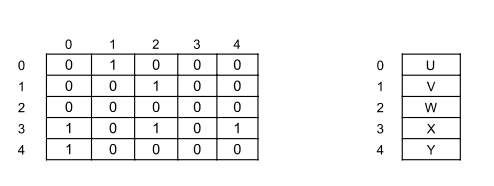 0 1 2 3 4
0 0 1 0 0 0 0 U
1 0 0 1 0 0 1 V
2 0 0 0 0 0 2 W
3 1 0 1 0 1 3 X
4 1 0 0 0 0 4 Y